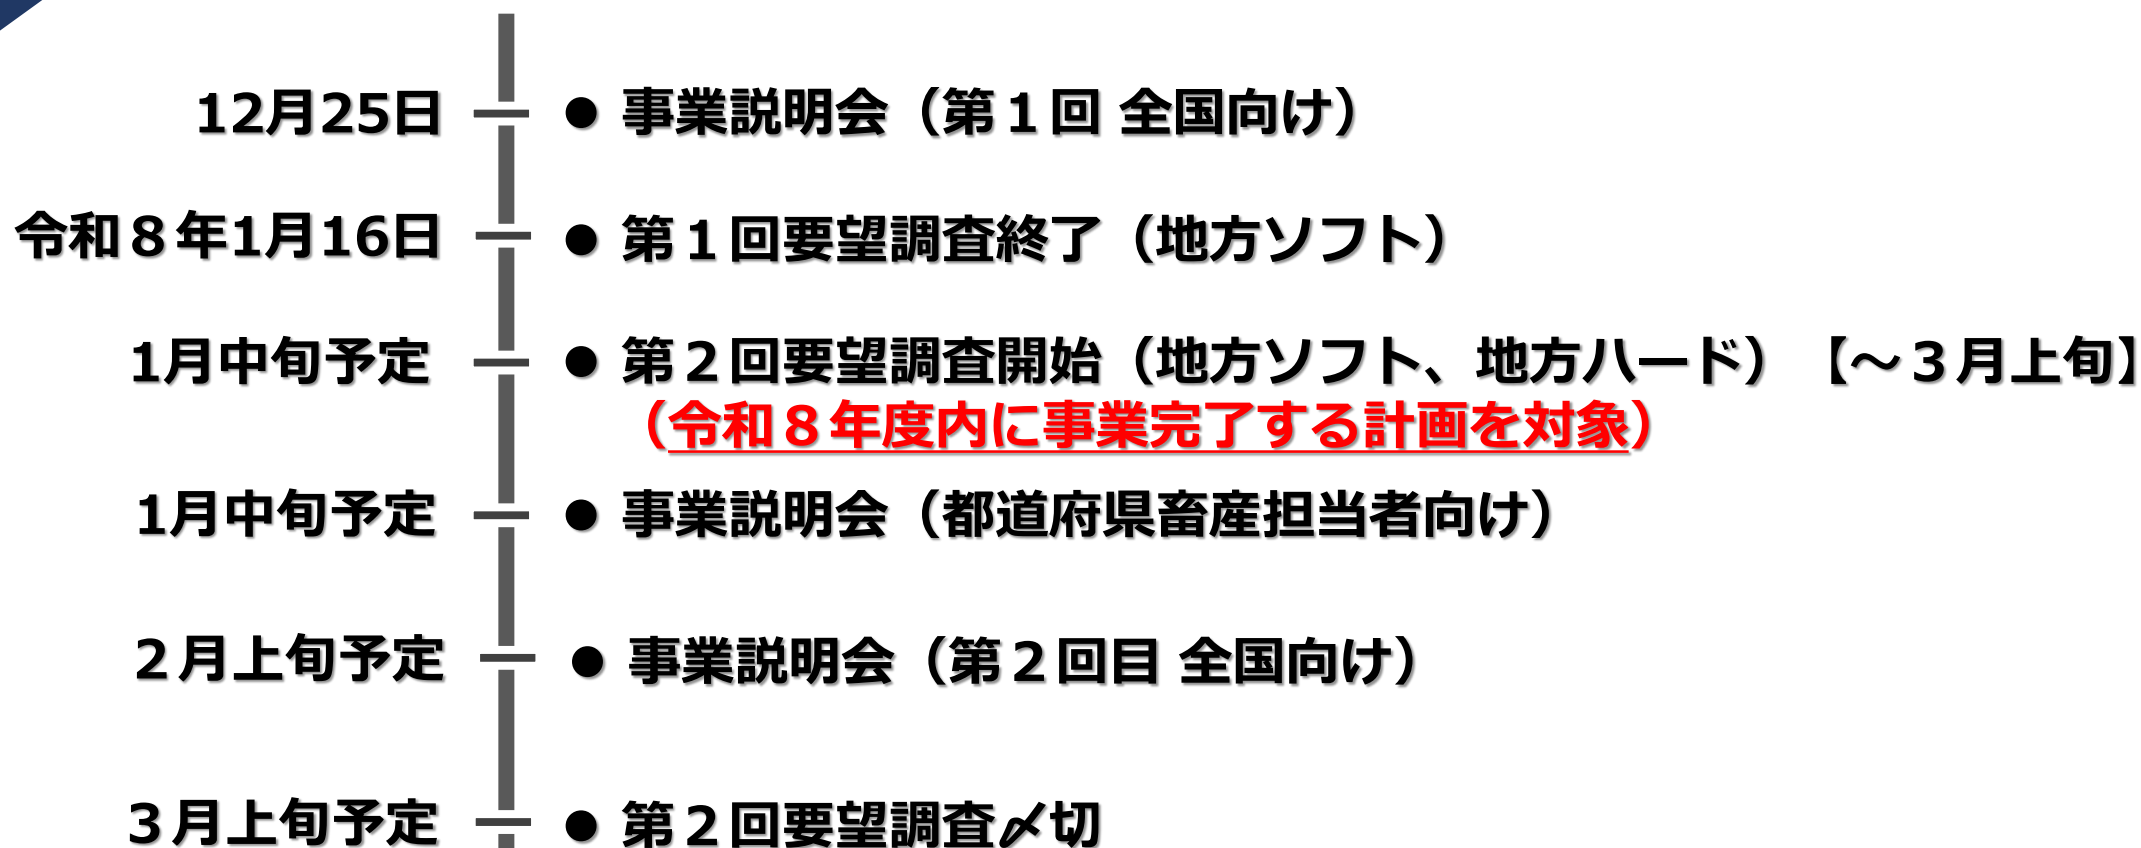 12月25日 ● 事業説明会（第１回 全国向け）
令和８年1月16日 ● 第１回要望調査終了（地方ソフト）
1月中旬予定 ● 第２回要望調査開始（地方ソフト、地方ハード）【～３月上旬】
（令和８年度内に事業完了する計画を対象）
1月中旬予定 ● 事業説明会（都道府県畜産担当者向け）
２月上旬予定 ● 事業説明会（第２回目 全国向け）
３月上旬予定 ● 第２回要望調査〆切